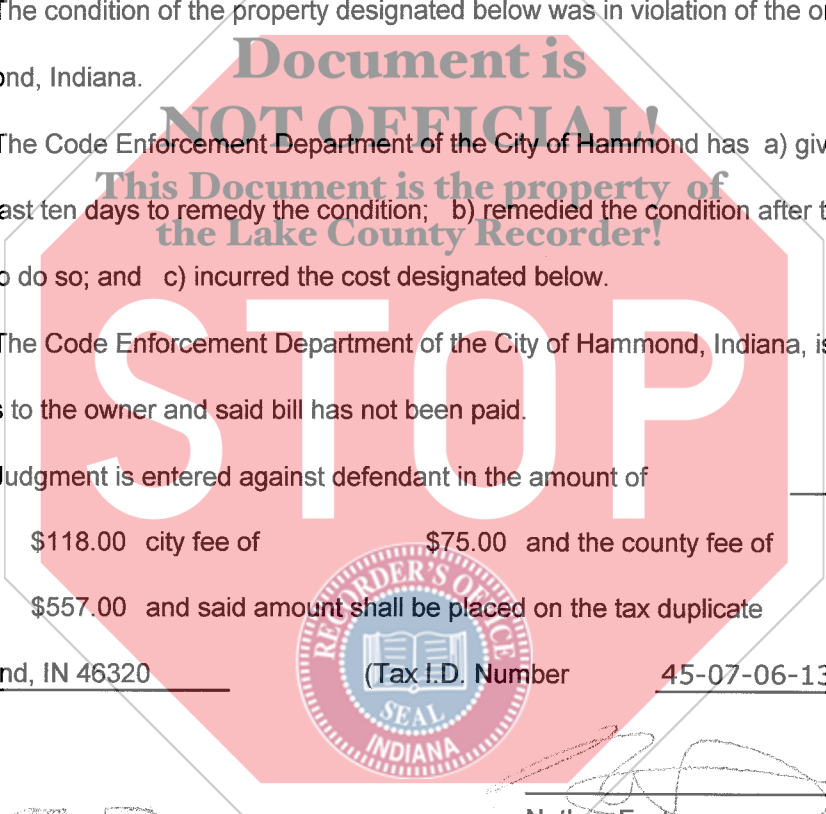 The condition of the property designated below was in violation of the
Document is
ond, Indiana.
NOT OFFICIAL!
The Code Enforcement Department of the City of Hammond has a) giv
This Document is the property of
ast ten days to remedy the condition; b) remedied the condition after t
the Lake County Recorder!
o do so; and c) incurred the cost designated below.
STOP
The Code Enforcement Department of the City of Hammond, Indiana, is
s to the owner and said bill has not been paid.
Judgment is entered against defendant in the amount of
$118.00 city fee of $75.00 and the county fee of
$557.00 and said amount shall be placed on the tax duplicate
nd, IN 46320 (Tax I.D. Number 45-07-06-13
RECORDER'S OFFICE
SEAL
INDIANA